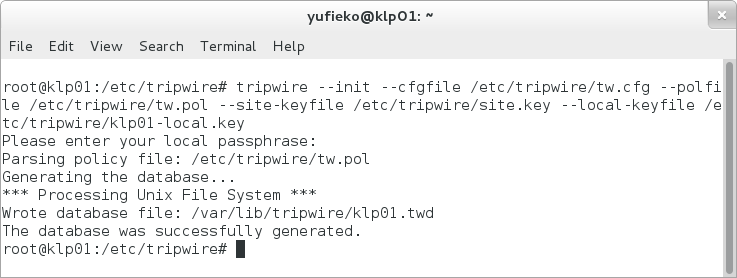 yufieko@klp01: ~
×
File Edit View Search Terminal Help
root@klp01:/etc/tripwire# tripwire --init --cfgfile /etc/tripwire/tw.cfg --polfi
le /etc/tripwire/tw.pol --site-keyfile /etc/tripwire/site.key --local-keyfile /e
tc/tripwire/klp01-local.key
Please enter your local passphrase:
Parsing policy file: /etc/tripwire/tw.pol
Generating the database...
*** Processing Unix File System ***
Wrote database file: /var/lib/tripwire/klp01.twd
The database was successfully generated.
root@klp01:/etc/tripwire#